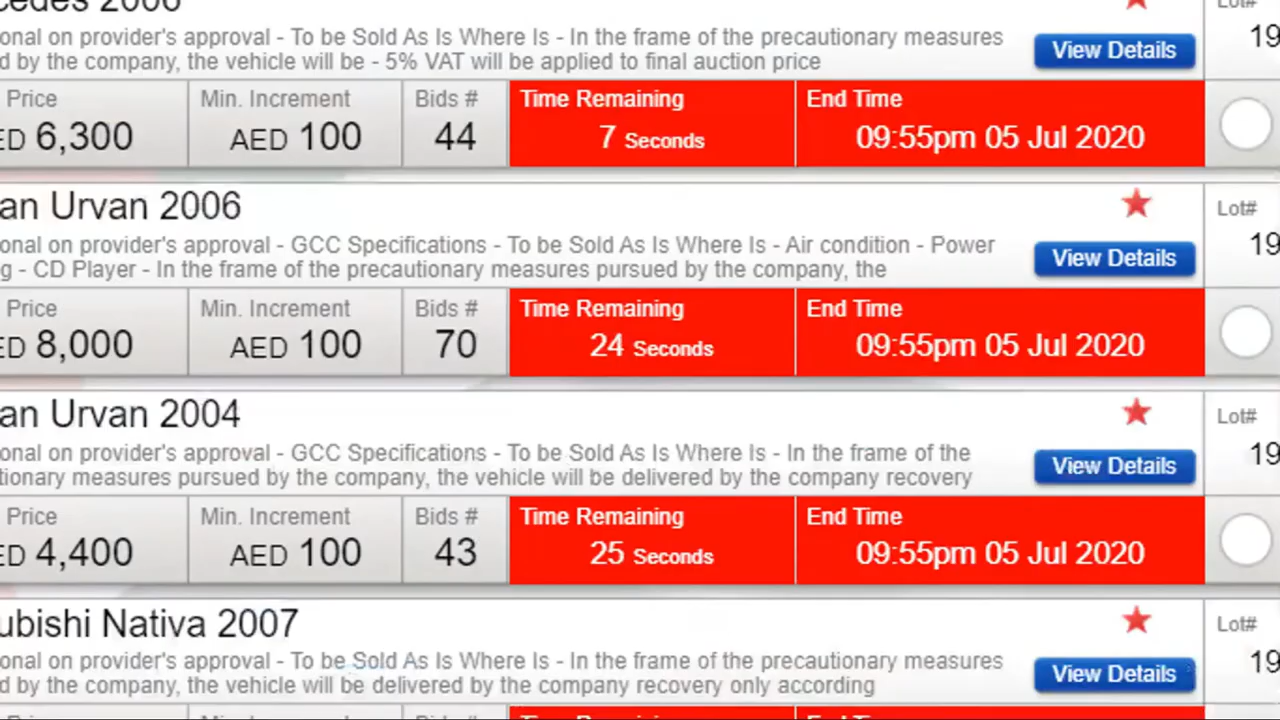 cedes 2006
Lot#
onal on provider's approval - To be Sold As Is Where Is - In the frame of the precautionary measures
d by the company, the vehicle will be - 5% VAT will be applied to final auction price
View Details
19
Price
Min. Increment
Bids #
Time Remaining
End Time
ED 6,300
AED 100
44
7 Seconds
09:55pm 05 Jul 2020
an Urvan 2006
Lot#
onal on provider's approval - GCC Specifications - To be Sold As Is Where Is - Air condition - Power
g - CD Player - In the frame of the precautionary measures pursued by the company, the
View Details
19
Price
Min. Increment
Bids #
Time Remaining
End Time
ED 8,000
AED 100
70
24 Seconds
09:55pm 05 Jul 2020
an Urvan 2004
Lot#
onal on provider's approval - GCC Specifications - To be Sold As Is Where Is - In the frame of the
tionary measures pursued by the company, the vehicle will be delivered by the company recovery
View Details
19
Price
Min. Increment
Bids #
Time Remaining
End Time
ED 4,400
AED 100
43
25 Seconds
09:55pm 05 Jul 2020
ubishi Nativa 2007
Lot#
onal on provider's approval - To be Sold As Is Where Is - In the frame of the precautionary measures
d by the company, the vehicle will be delivered by the company recovery only according
View Details
19
Price
Min. Increment
Bids #
Time Remaining
End Time